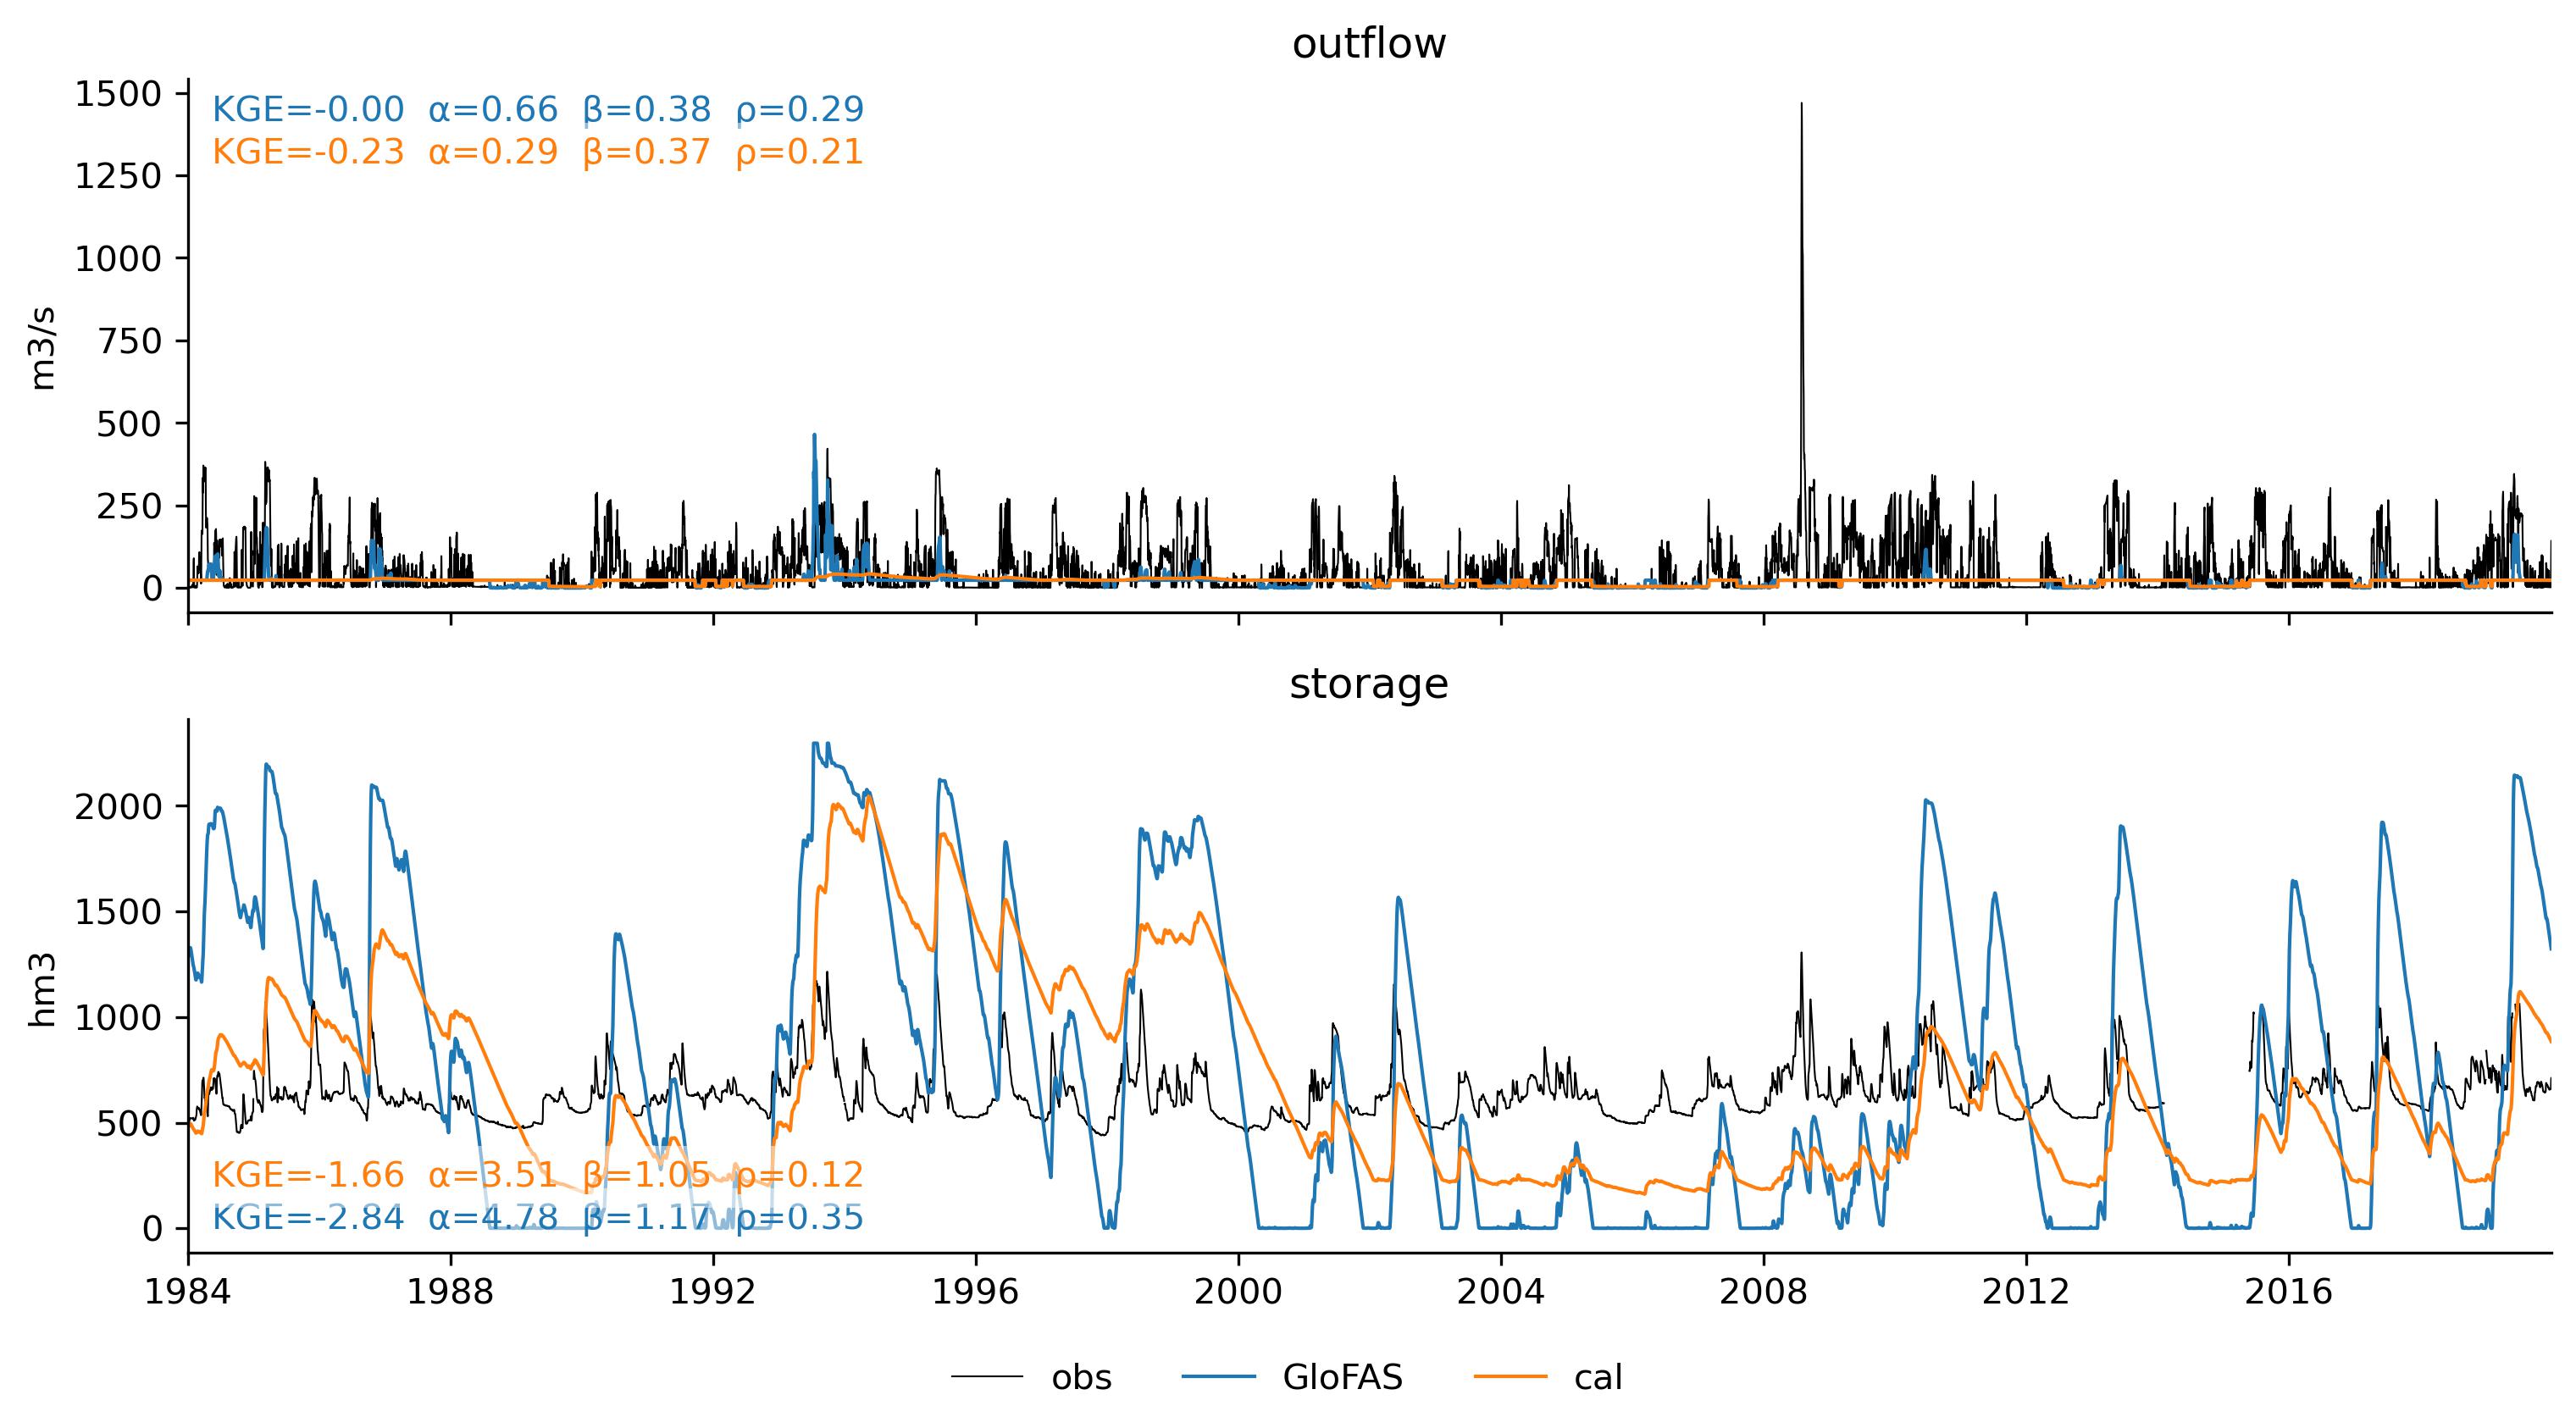 outflow
1500
1250
1000
750
500
250
0
m3/s
KGE=-0.00 α=0.66 β=0.38 ρ=0.29
KGE=-0.23 α=0.29 β=0.37 ρ=0.21
storage
2000
1500
1000
500
0
hm3
KGE=-1.66 α=3.51 β=1.05 ρ=0.12
KGE=-2.84 α=4.78 β=1.17 ρ=0.35
1984 1988 1992 1996 2000 2004 2008 2012 2016
obs GloFAS cal